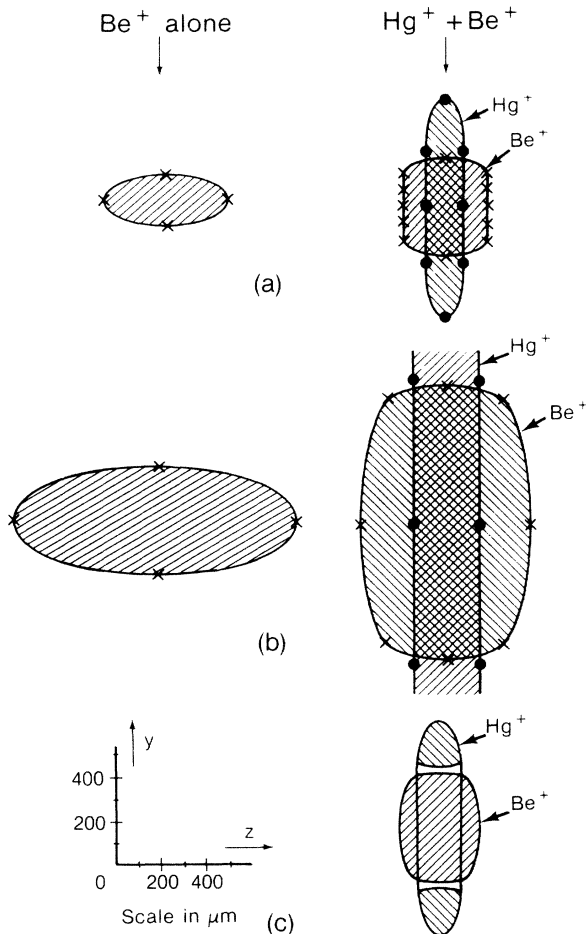 Be⁺ alone
Hg⁺ + Be⁺
Hg⁺
Be⁺
(a)
Hg⁺
Be⁺
(b)
Hg⁺
Be⁺
y
400
200
z
0
200 400
Scale in μm
(c)